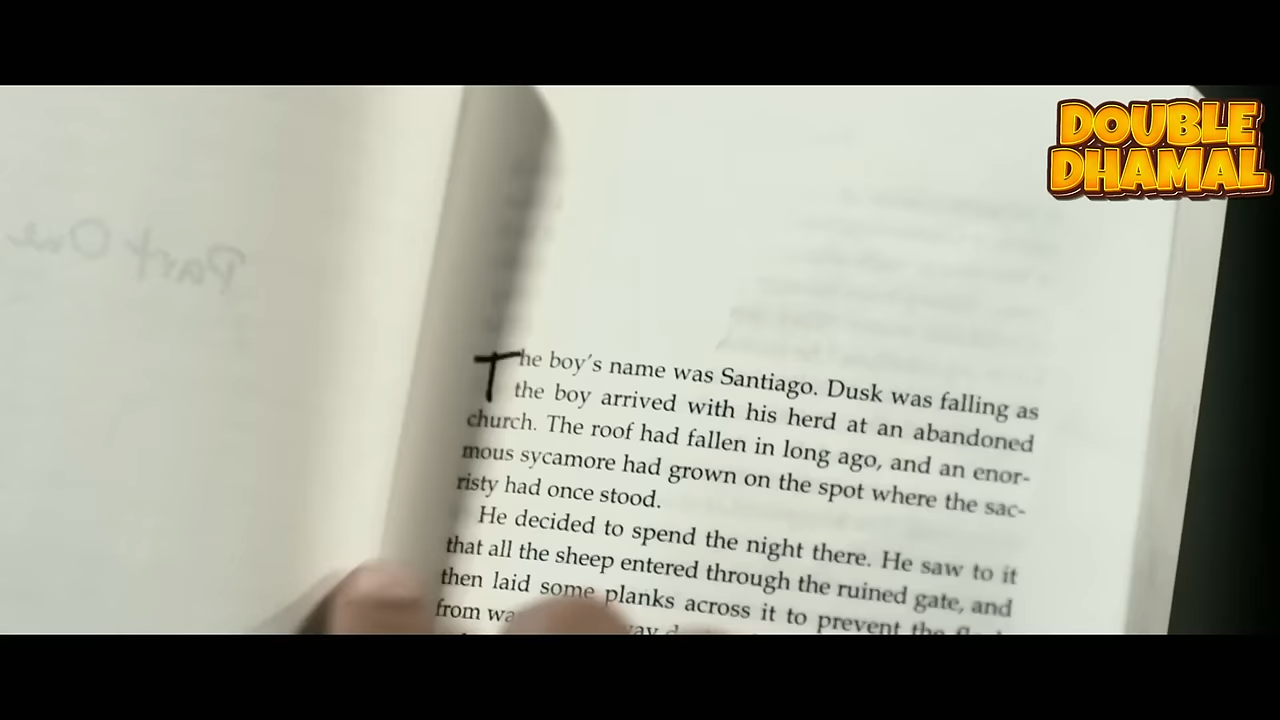 DOUBLE
DHAMAL
Part One
The boy's name was Santiago. Dusk was falling as
the boy arrived with his herd at an abandoned
church. The roof had fallen in long ago, and an enor-
mous sycamore had grown on the spot where the sac-
risty had once stood.
He decided to spend the night there. He saw to it
that all the sheep entered through the ruined gate, and
then laid some planks across it to prevent the
from